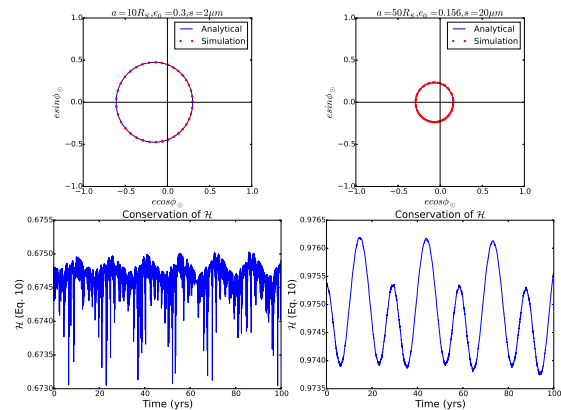 a=10R_S, e_0=0.3, s=2μm
1.0
0.5
0.0
−0.5
−1.0
−1.0 −0.5 0.0 0.5 1.0
esinϕ_⊙
ecosϕ_⊙
Analytical
Simulation
a=50R_S, e_0=0.156, s=20μm
1.0
0.5
0.0
−0.5
−1.0
−1.0 −0.5 0.0 0.5 1.0
esinϕ_⊙
ecosϕ_⊙
Analytical
Simulation
Conservation of ℋ
0.6755
0.6750
0.6745
0.6740
0.6735
0.6730
0 20 40 60 80 100
ℋ (Eq. 10)
Time (yrs)
Conservation of ℋ
0.9765
0.9760
0.9755
0.9750
0.9745
0.9740
0.9735
0 20 40 60 80 100
ℋ (Eq. 10)
Time (yrs)